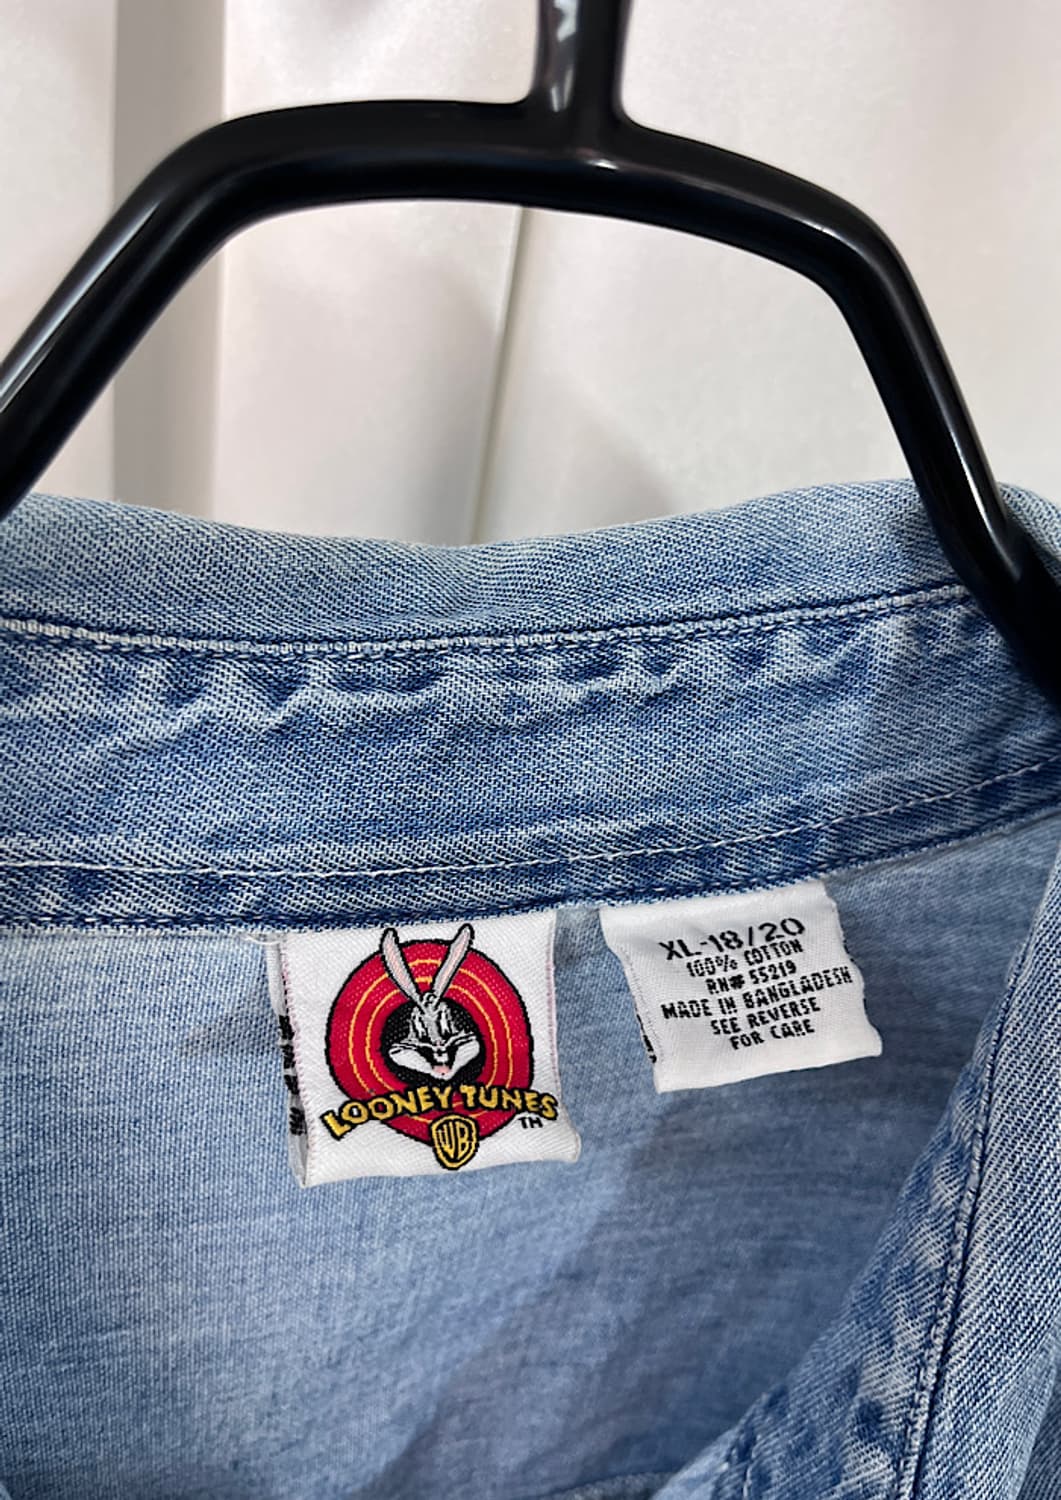 LOONEY TUNES
TM
WB
XL-18/20
100% COTTON
RN# 55219
MADE IN BANGLADESH
SEE REVERSE
FOR CARE